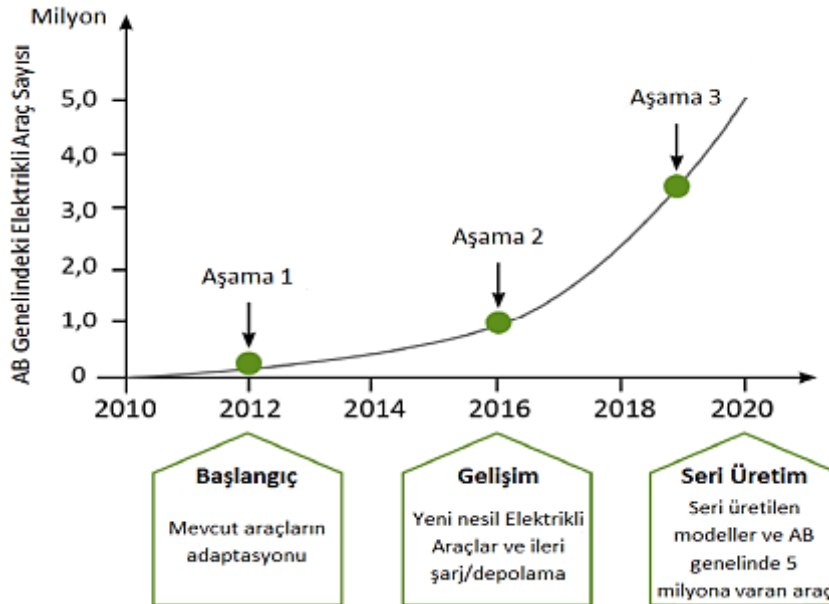 Milyon
AB Genelindeki Elektrikli Araç Sayısı
5,0
4,0
3,0
2,0
1,0
0
Aşama 1
Aşama 2
Aşama 3
2010
2012
2014
2016
2018
2020
Başlangıç
Mevcut araçların
adaptasyonu
Gelişim
Yeni nesil Elektrikli
Araçlar ve ileri
şarj/depolama
Seri Üretim
Seri üretilen
modeller ve AB
genelinde 5
milyona varan araç